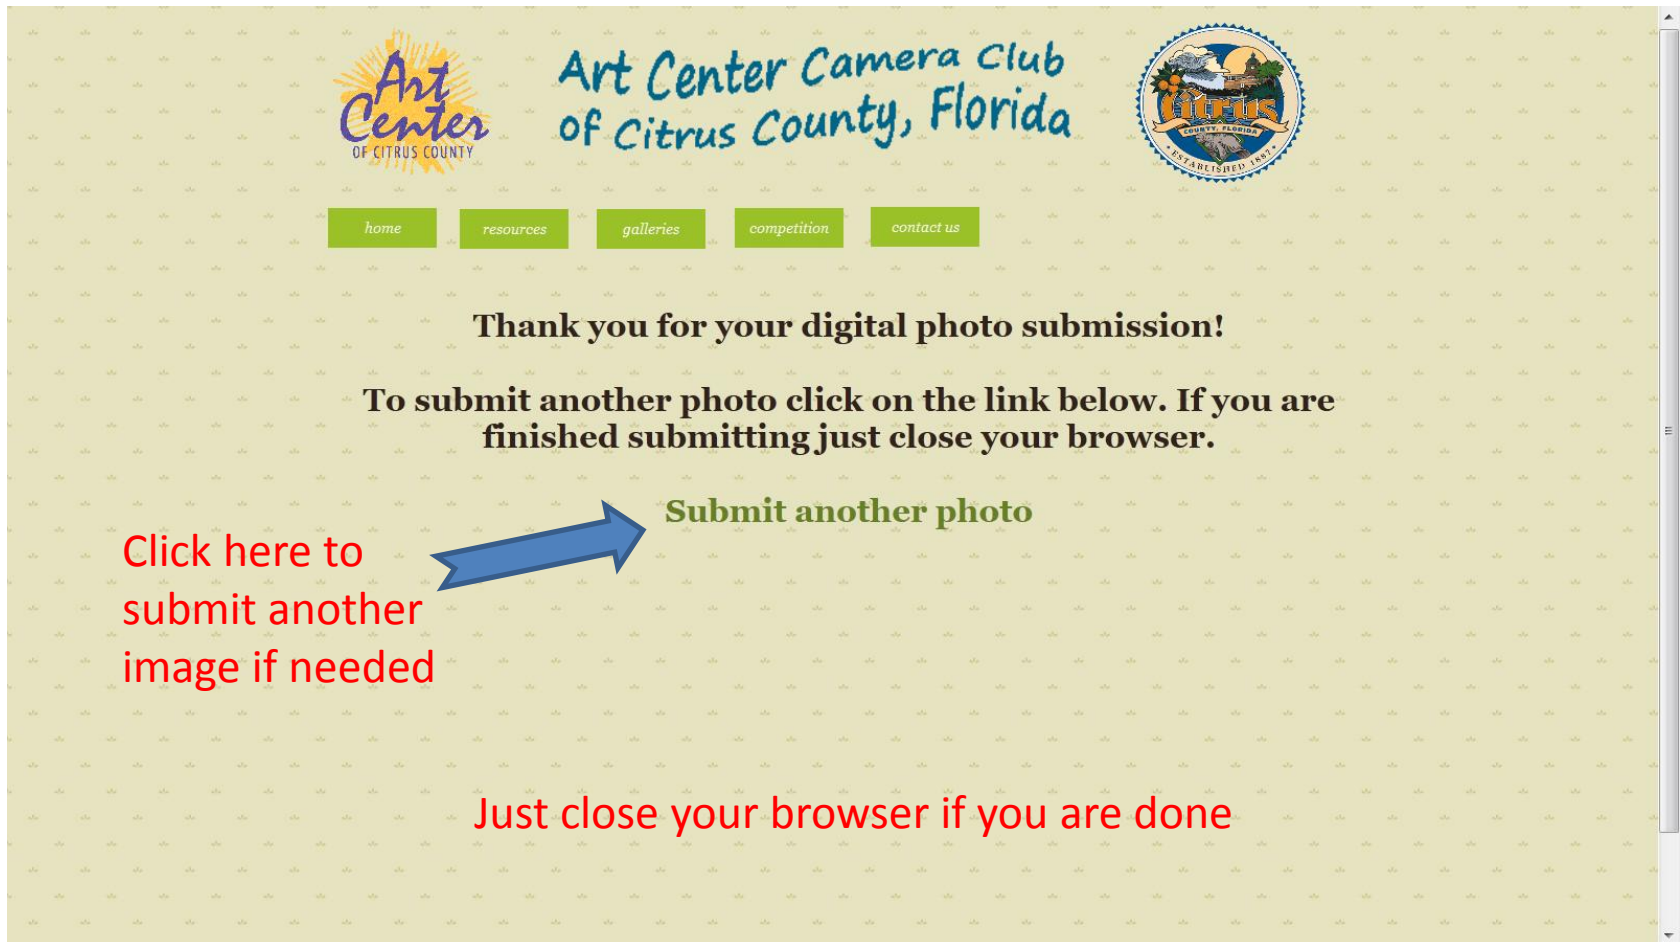 Art
Center
OF CITRUS COUNTY
Art Center Camera Club
of Citrus County, Florida
Citrus
COUNTY, FLORIDA
ESTABLISHED 1887
home
resources
galleries
competition
contact us
Thank you for your digital photo submission!
To submit another photo click on the link below. If you are
finished submitting just close your browser.
Submit another photo
Click here to
submit another
image if needed
Just close your browser if you are done